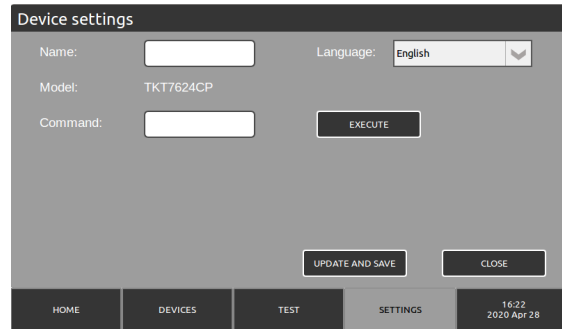 Device settings
Name:
Language: English
Model: TKT7624CP
Command:
EXECUTE
UPDATE AND SAVE CLOSE
HOME DEVICES TEST SETTINGS 16:22
2020 Apr 28